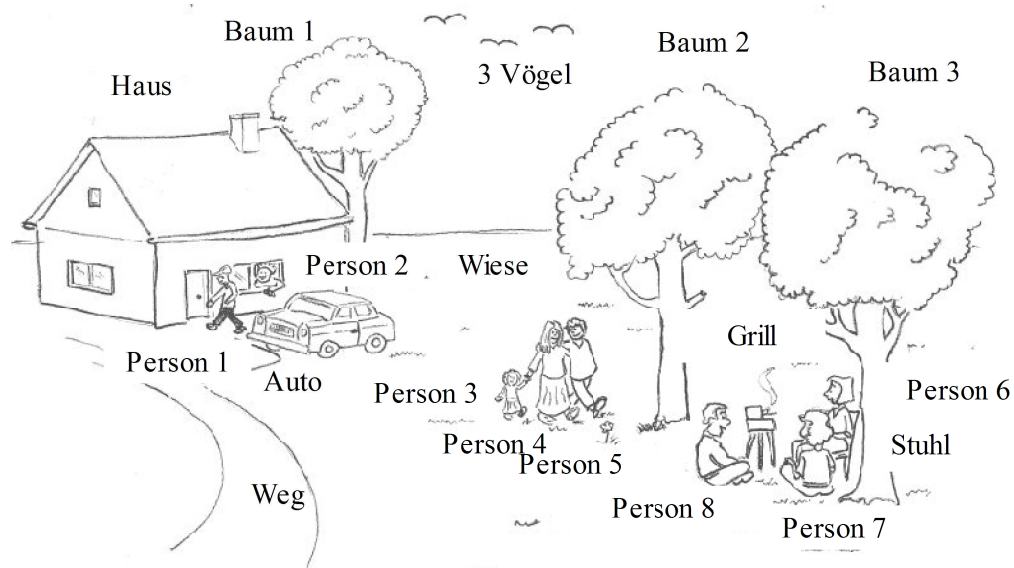 Baum 1
Baum 2
Haus
3 Vögel
Baum 3
Person 2
Wiese
Grill
Person 1
Auto
Person 3
Person 6
Person 4
Person 5
Stuhl
Weg
Person 8
Person 7